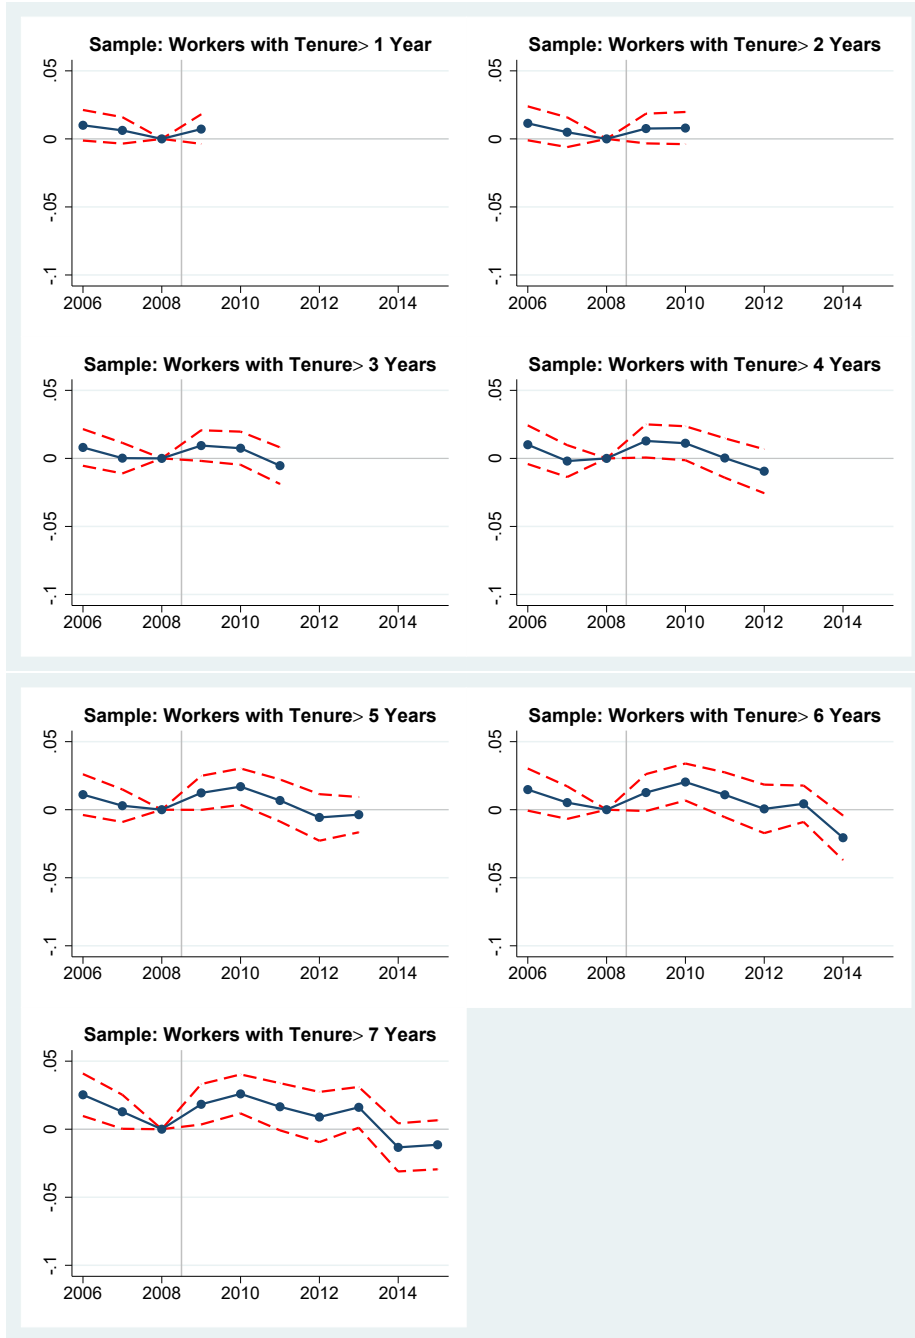 Sample: Workers with Tenure> 1 Year
.05
0
-.05
-.1
2006 2008 2010 2012 2014
Sample: Workers with Tenure> 2 Years
.05
0
-.05
-.1
2006 2008 2010 2012 2014
Sample: Workers with Tenure> 3 Years
.05
0
-.05
-.1
2006 2008 2010 2012 2014
Sample: Workers with Tenure> 4 Years
.05
0
-.05
-.1
2006 2008 2010 2012 2014
Sample: Workers with Tenure> 5 Years
.05
0
-.05
-.1
2006 2008 2010 2012 2014
Sample: Workers with Tenure> 6 Years
.05
0
-.05
-.1
2006 2008 2010 2012 2014
Sample: Workers with Tenure> 7 Years
.05
0
-.05
-.1
2006 2008 2010 2012 2014